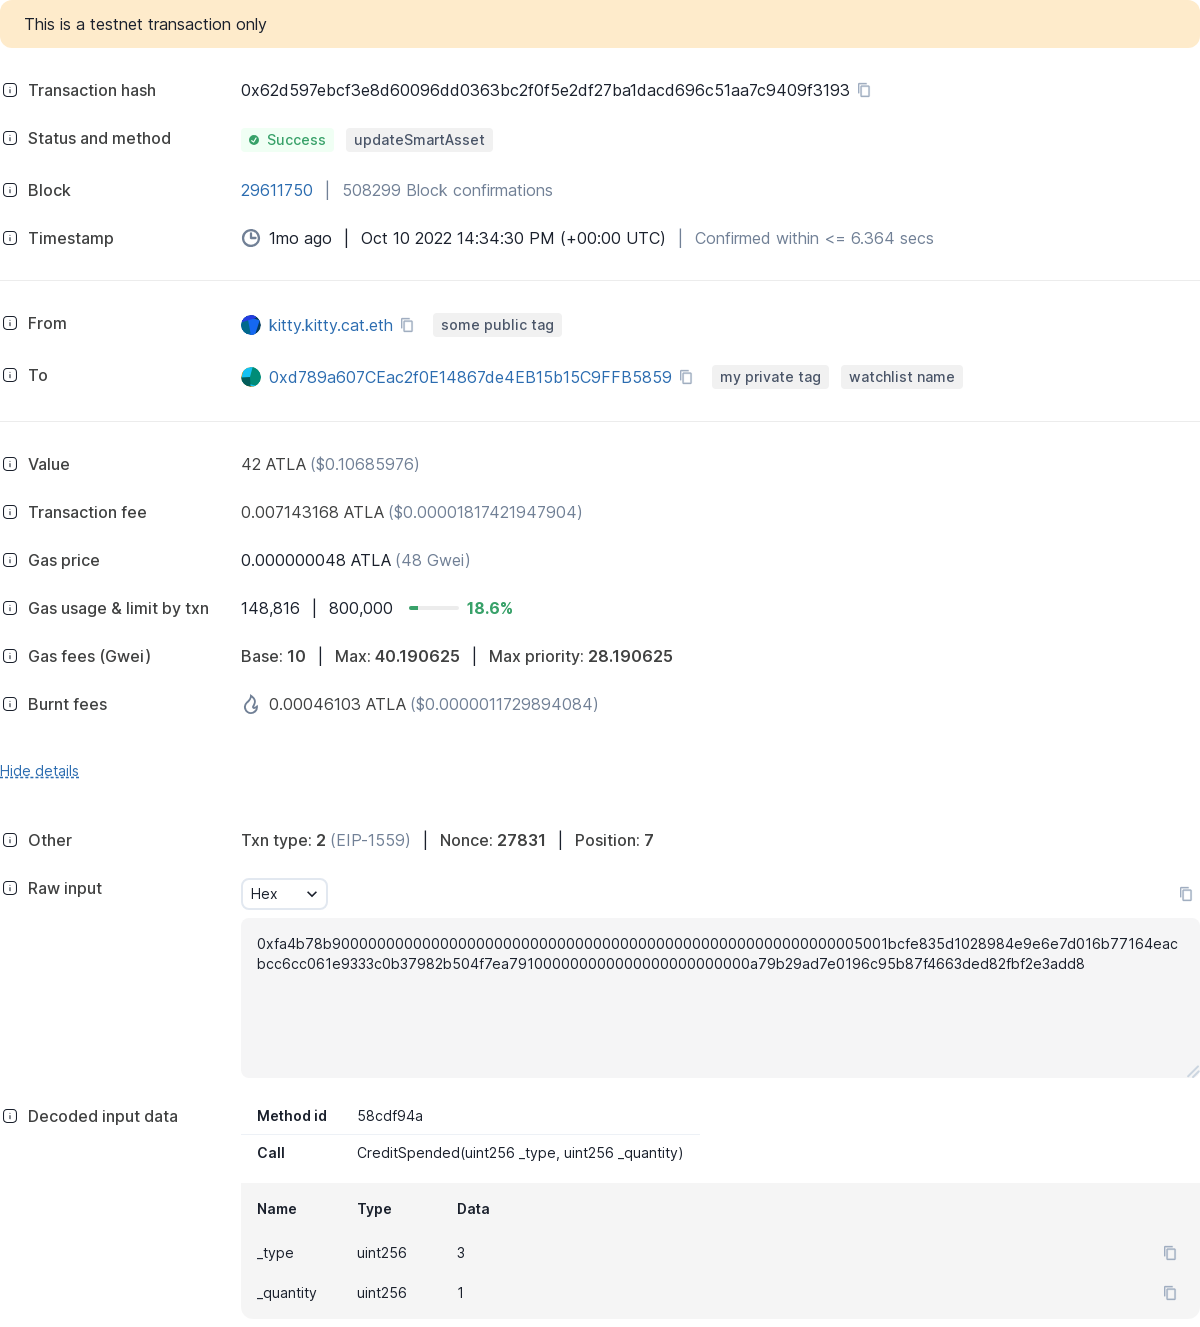 This is a testnet transaction only
Transaction hash 0x62d597ebcf3e8d60096dd0363bc2f0f5e2df27ba1dacd696c51aa7c9409f3193
Status and method Success updateSmartAsset
Block 29611750 | 508299 Block confirmations
Timestamp 1mo ago | Oct 10 2022 14:34:30 PM (+00:00 UTC) | Confirmed within <= 6.364 secs
From kitty.kitty.cat.eth some public tag
To 0xd789a607CEac2f0E14867de4EB15b15C9FFB5859 my private tag watchlist name
Value 42 ATLA ($0.10685976)
Transaction fee 0.007143168 ATLA ($0.00001817421947904)
Gas price 0.000000048 ATLA (48 Gwei)
Gas usage & limit by txn 148,816 | 800,000 18.6%
Gas fees (Gwei) Base: 10 | Max: 40.190625 | Max priority: 28.190625
Burnt fees 0.00046103 ATLA ($0.0000011729894084)
Hide details
Other Txn type: 2 (EIP-1559) | Nonce: 27831 | Position: 7
Raw input Hex
0xfa4b78b90000000000000000000000000000000000000000000000000000000005001bcfe835d1028984e9e6e7d016b77164eac
bcc6cc061e9333c0b37982b504f7ea791000000000000000000000000a79b29ad7e0196c95b87f4663ded82fbf2e3add8
Decoded input data Method id 58cdf94a
Call CreditSpended(uint256 _type, uint256 _quantity)
Name Type Data
_type uint256 3
_quantity uint256 1